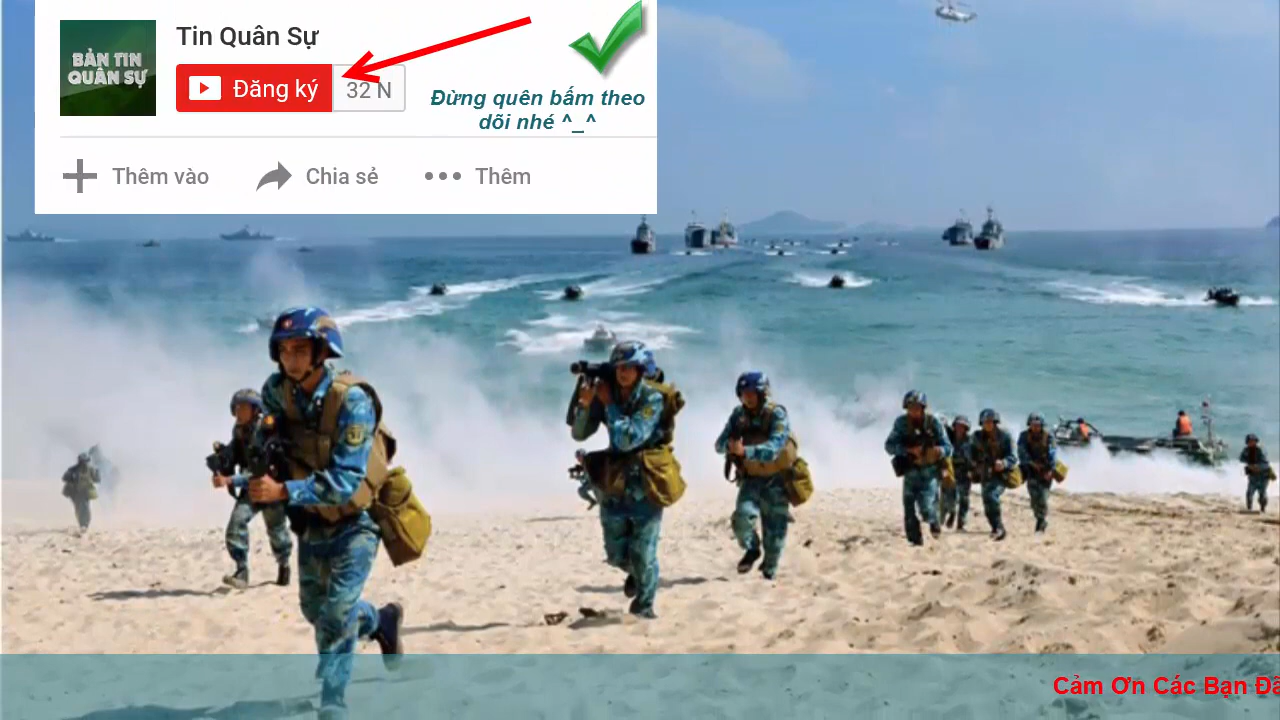 Tin Quân Sự
BẢN TIN
QUÂN SỰ
Đăng ký
32 N
Đừng quên bấm theo
dõi nhé ^_^
Thêm vào
Chia sẻ
Thêm
Cảm Ơn Các Bạn Đã